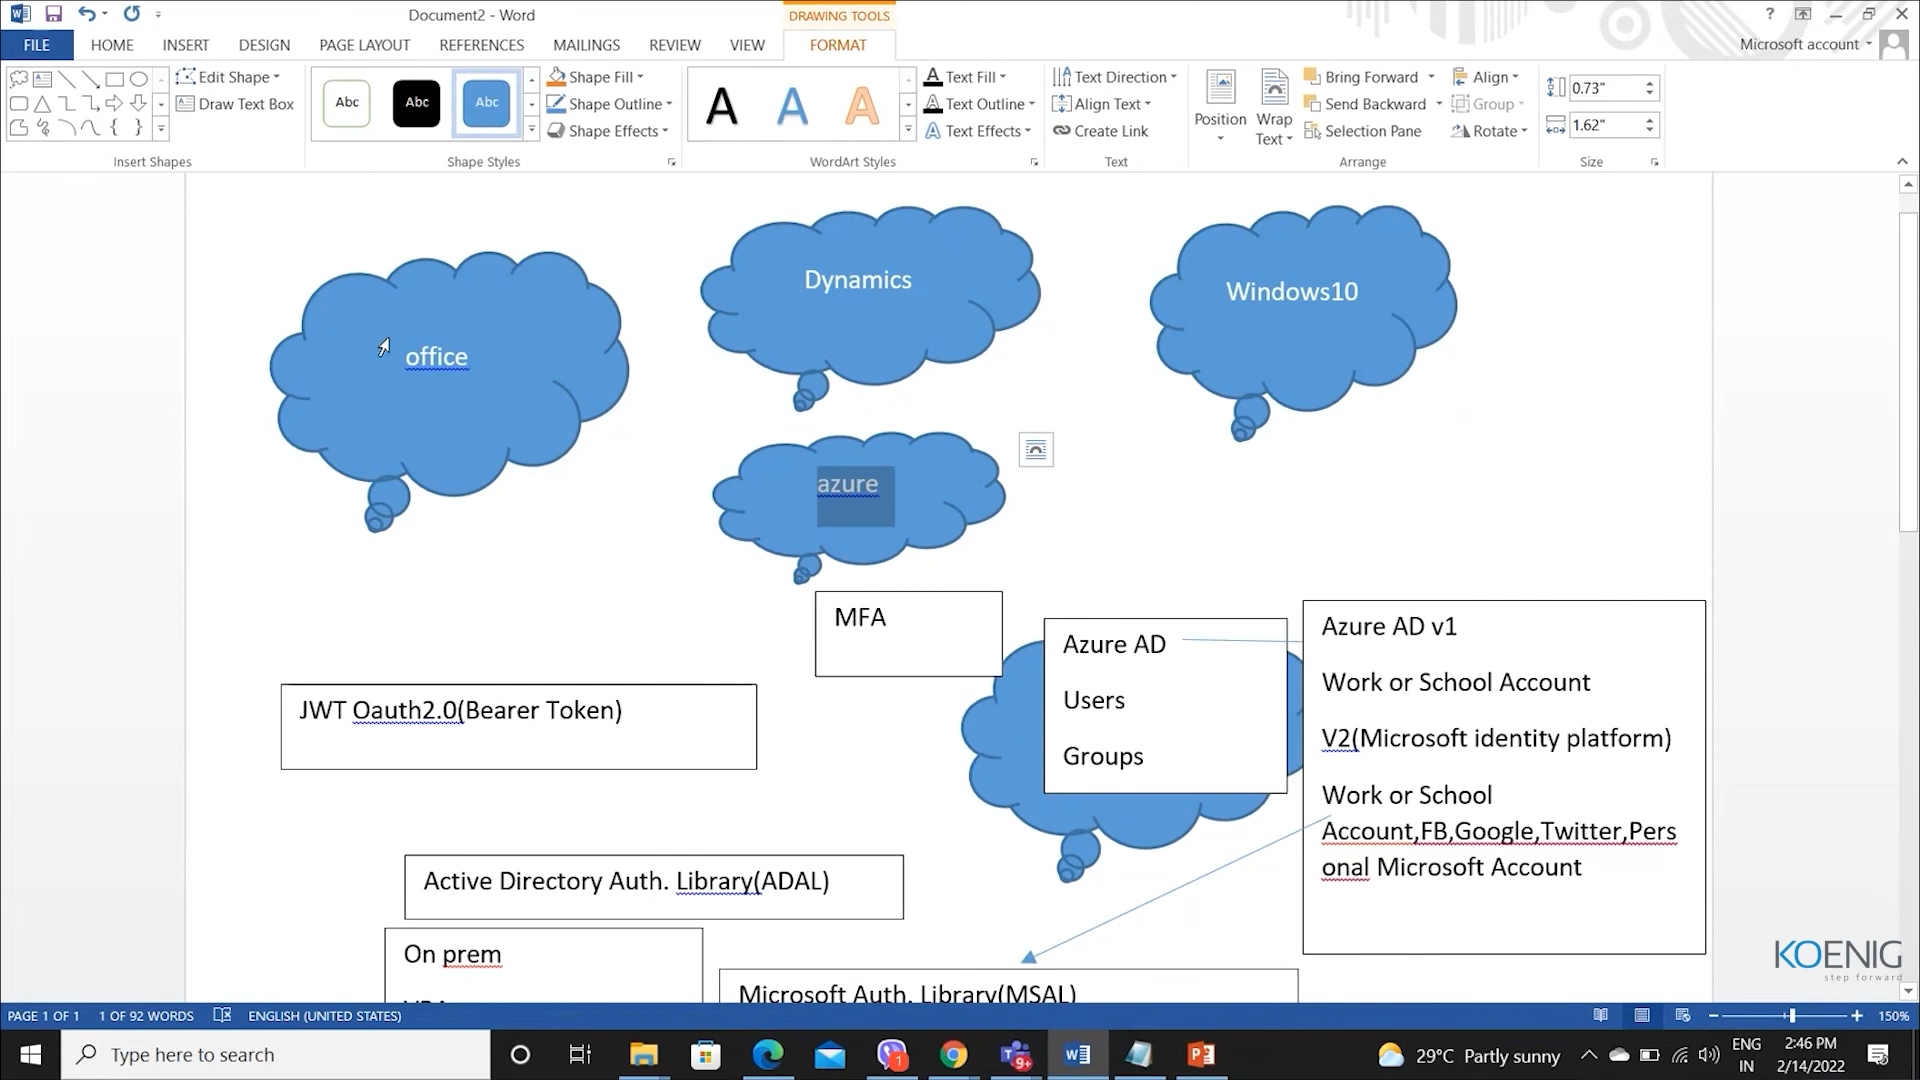 Document2 - Word
DRAWING TOOLS
?
FILE
HOME
INSERT
DESIGN
PAGE LAYOUT
REFERENCES
MAILINGS
REVIEW
VIEW
FORMAT
Microsoft account
Edit Shape
Draw Text Box
Insert Shapes
Abc
Abc
Abc
Shape Fill
Shape Outline
Shape Effects
Shape Styles
A
A
A
Text Fill
Text Outline
Text Effects
WordArt Styles
Text Direction
Align Text
Create Link
Text
Position
Wrap
Text
Bring Forward
Send Backward
Selection Pane
Align
Group
Rotate
Arrange
0.73"
1.62"
Size
office
Dynamics
Windows10
azure
MFA
Azure AD
Users
Groups
Azure AD v1
Work or School Account
V2(Microsoft identity platform)
Work or School
Account,FB,Google,Twitter,Pers
onal Microsoft Account
JWT Oauth2.0(Bearer Token)
Active Directory Auth. Library(ADAL)
On prem
Microsoft Auth. Library(MSAL)
KOENIG
step forward
PAGE 1 OF 1
1 OF 92 WORDS
ENGLISH (UNITED STATES)
150%
Type here to search
1
9+
29°C Partly sunny
ENG
IN
2:46 PM
2/14/2022